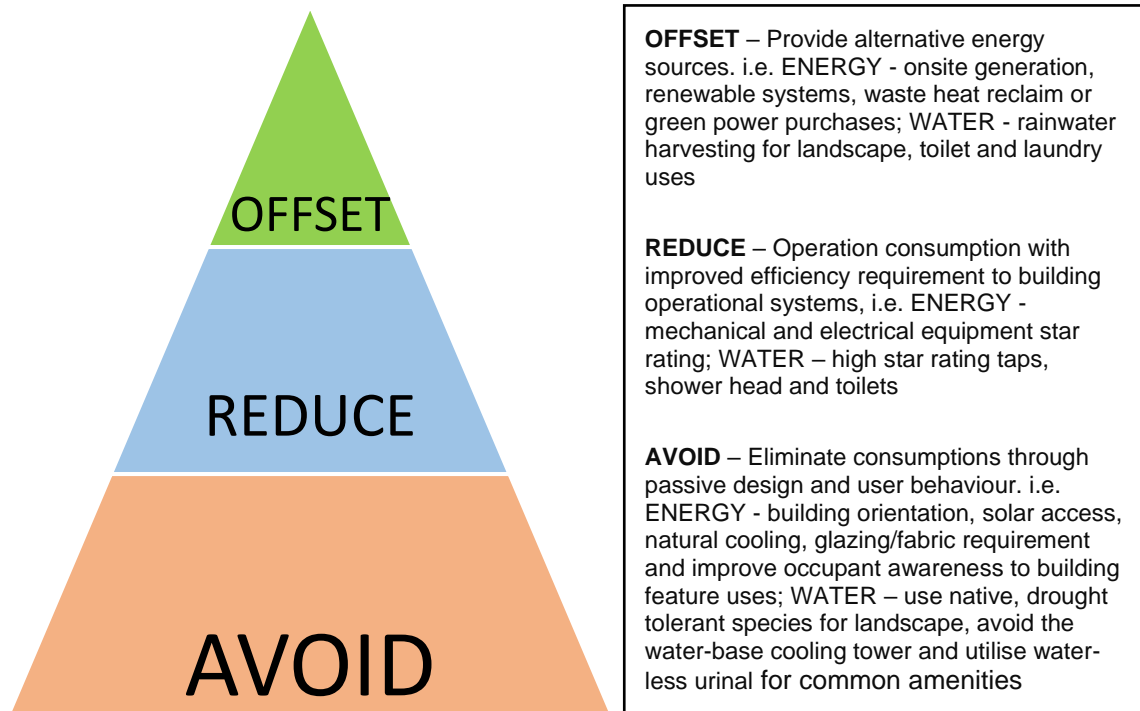 OFFSET
REDUCE
AVOID
OFFSET – Provide alternative energy
sources. i.e. ENERGY - onsite generation,
renewable systems, waste heat reclaim or
green power purchases; WATER - rainwater
harvesting for landscape, toilet and laundry
uses
REDUCE – Operation consumption with
improved efficiency requirement to building
operational systems, i.e. ENERGY -
mechanical and electrical equipment star
rating; WATER – high star rating taps,
shower head and toilets
AVOID – Eliminate consumptions through
passive design and user behaviour. i.e.
ENERGY - building orientation, solar access,
natural cooling, glazing/fabric requirement
and improve occupant awareness to building
feature uses; WATER – use native, drought
tolerant species for landscape, avoid the
water-base cooling tower and utilise water-
less urinal for common amenities